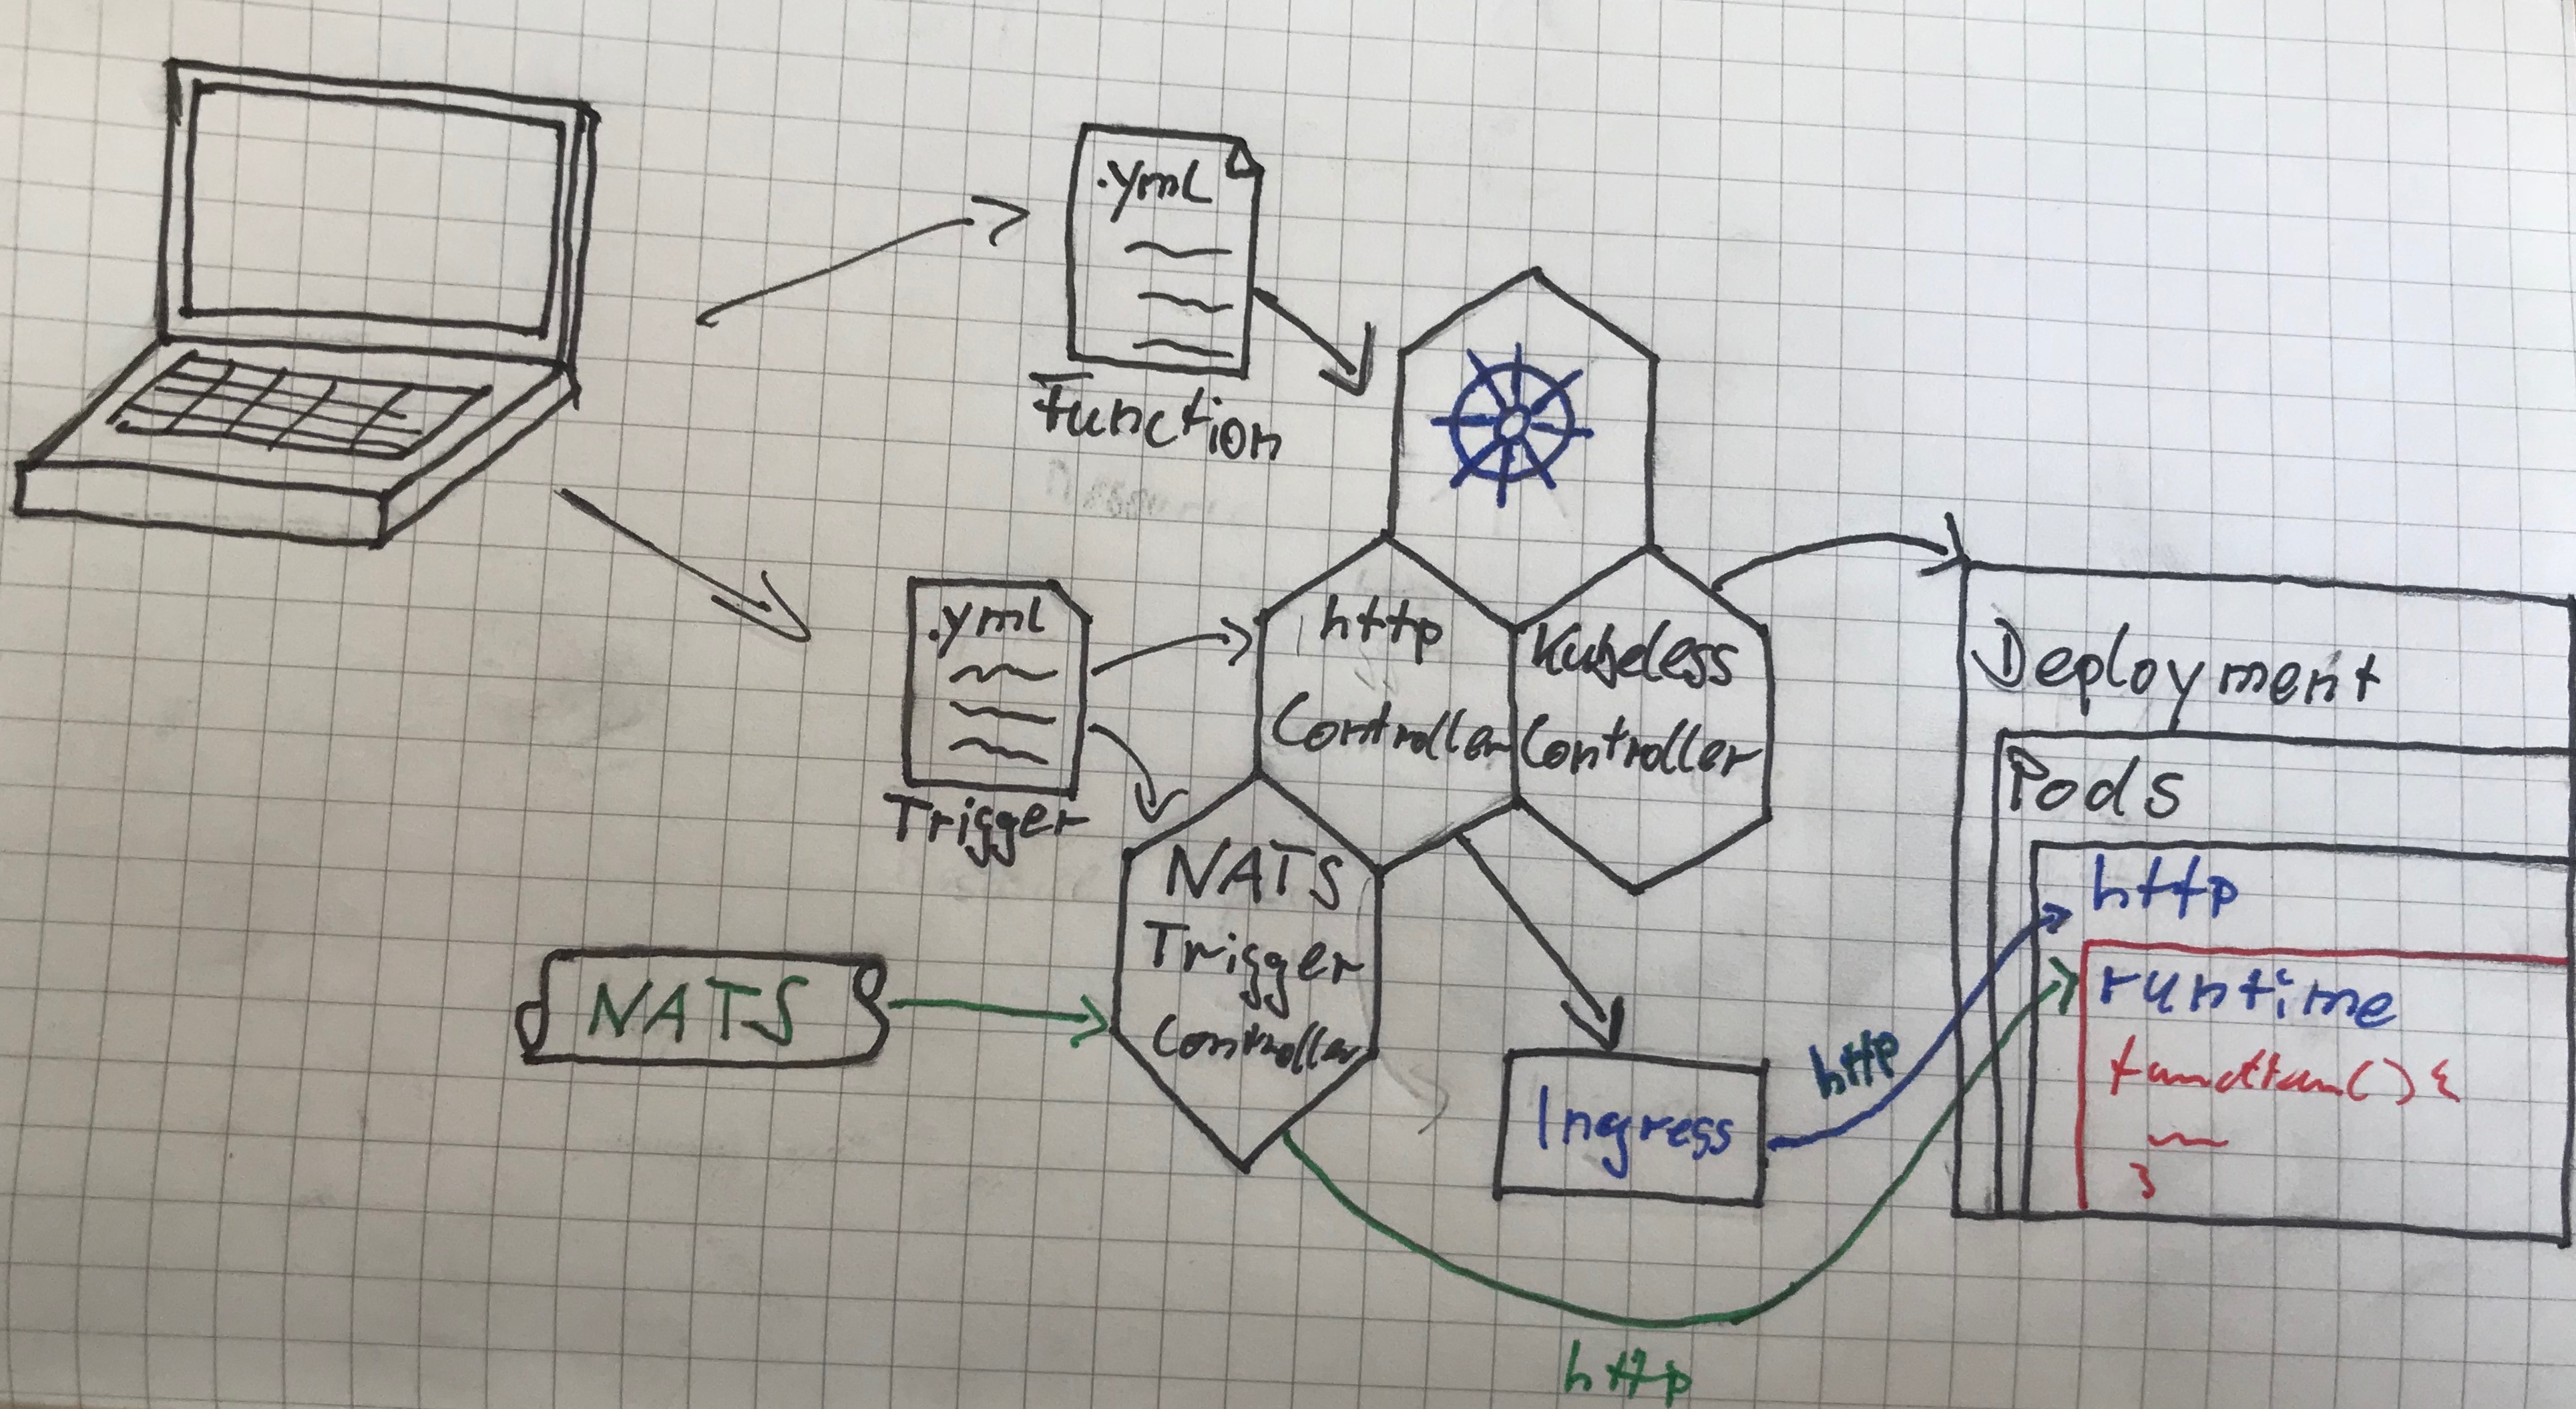 .yml
Function
.yml
Trigger
http
Controller
Kubeless
Controller
NATS
Trigger
Controller
NATS
Ingress
http
http
Deployment
Pods
http
runtime
function() {
}